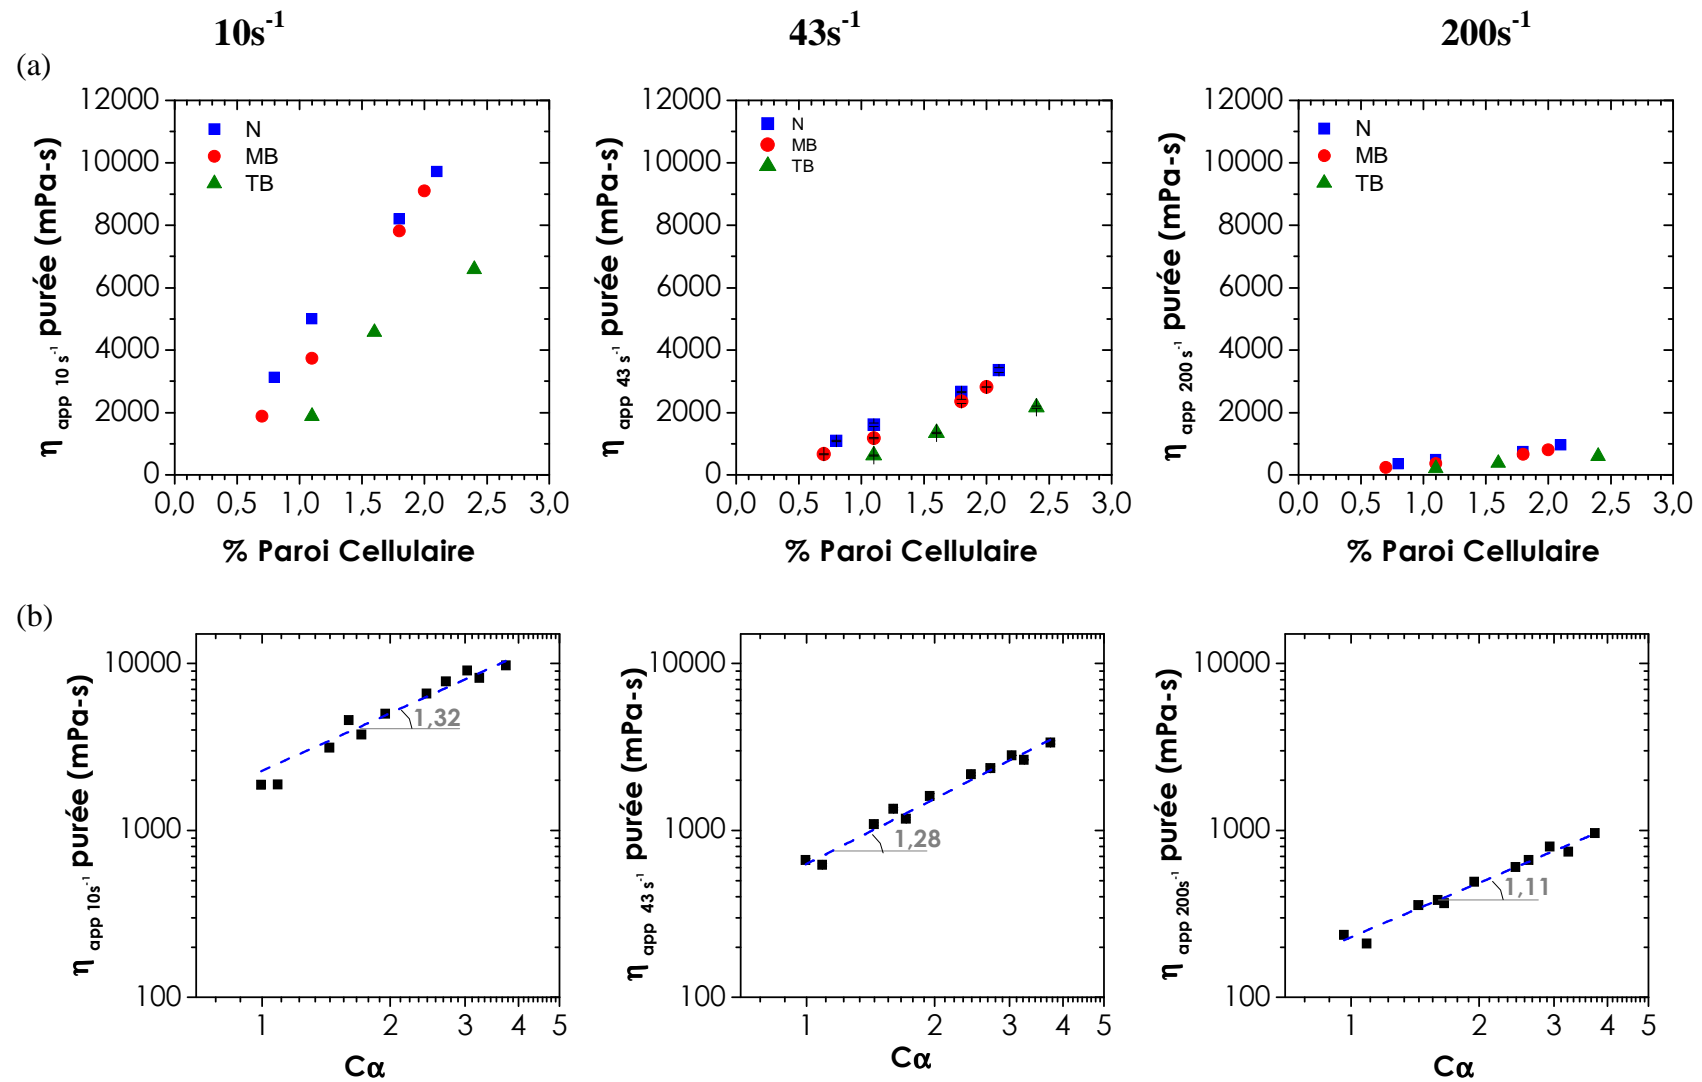 10s⁻¹ 43s⁻¹ 200s⁻¹
(a)
η app 10 s⁻¹ purée (mPa-s)
12000
10000
8000
6000
4000
2000
0
N
MB
TB
0,0 0,5 1,0 1,5 2,0 2,5 3,0
% Paroi Cellulaire
η app 43 s⁻¹ purée (mPa-s)
12000
10000
8000
6000
4000
2000
0
N
MB
TB
0,0 0,5 1,0 1,5 2,0 2,5 3,0
% Paroi Cellulaire
η app 200 s⁻¹ purée (mPa-s)
12000
10000
8000
6000
4000
2000
0
N
MB
TB
0,0 0,5 1,0 1,5 2,0 2,5 3,0
% Paroi Cellulaire
(b)
η app 10s⁻¹ purée (mPa-s)
10000
1000
100
1,32
1 2 3 4 5
Cα
η app 43 s⁻¹ purée (mPa-s)
10000
1000
100
1,28
1 2 3 4 5
Cα
η app 200s⁻¹ purée (mPa-s)
10000
1000
100
1,11
1 2 3 4 5
Cα